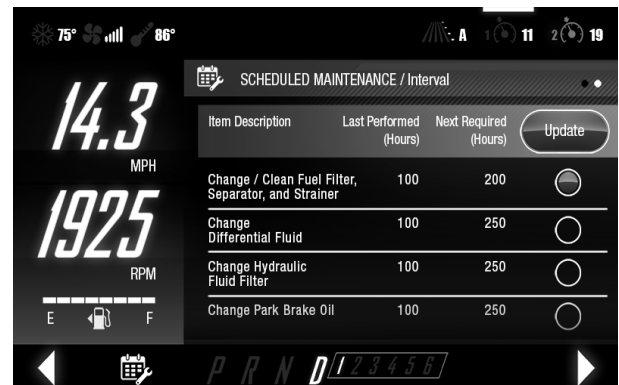 75° 86° A 1 11 2 19
SCHEDULED MAINTENANCE / Interval
14.3
MPH
Item Description Last Performed (Hours) Next Required (Hours) Update
Change / Clean Fuel Filter, 100 200
Separator, and Strainer
Change 100 250
Differential Fluid
Change Hydraulic 100 250
Fluid Filter
Change Park Brake Oil 100 250
1925
RPM
E F
P R N D 1 2 3 4 5 6